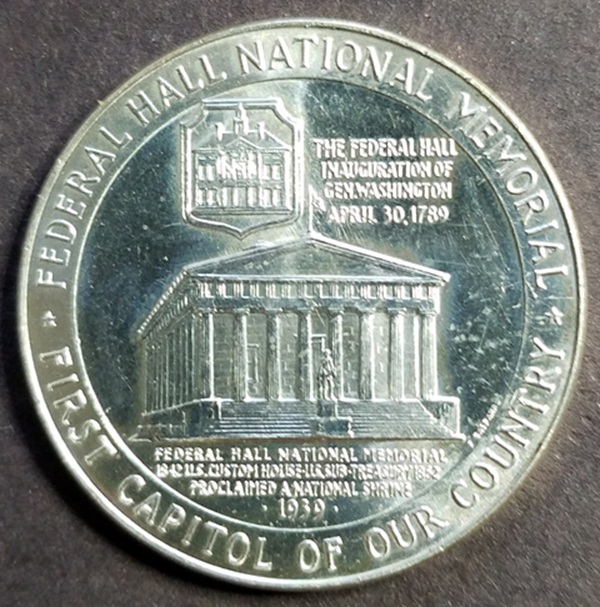 FEDERAL HALL NATIONAL MEMORIAL
THE FEDERAL HALL
INAUGURATION OF
GEN. WASHINGTON
APRIL 30, 1789
FEDERAL HALL NATIONAL MEMORIAL
1842 U.S. CUSTOM HOUSE-U.S. SUB-TREASURY 1862
PROCLAIMED A NATIONAL SHRINE
· 1939 ·
* FIRST CAPITOL OF OUR COUNTRY *